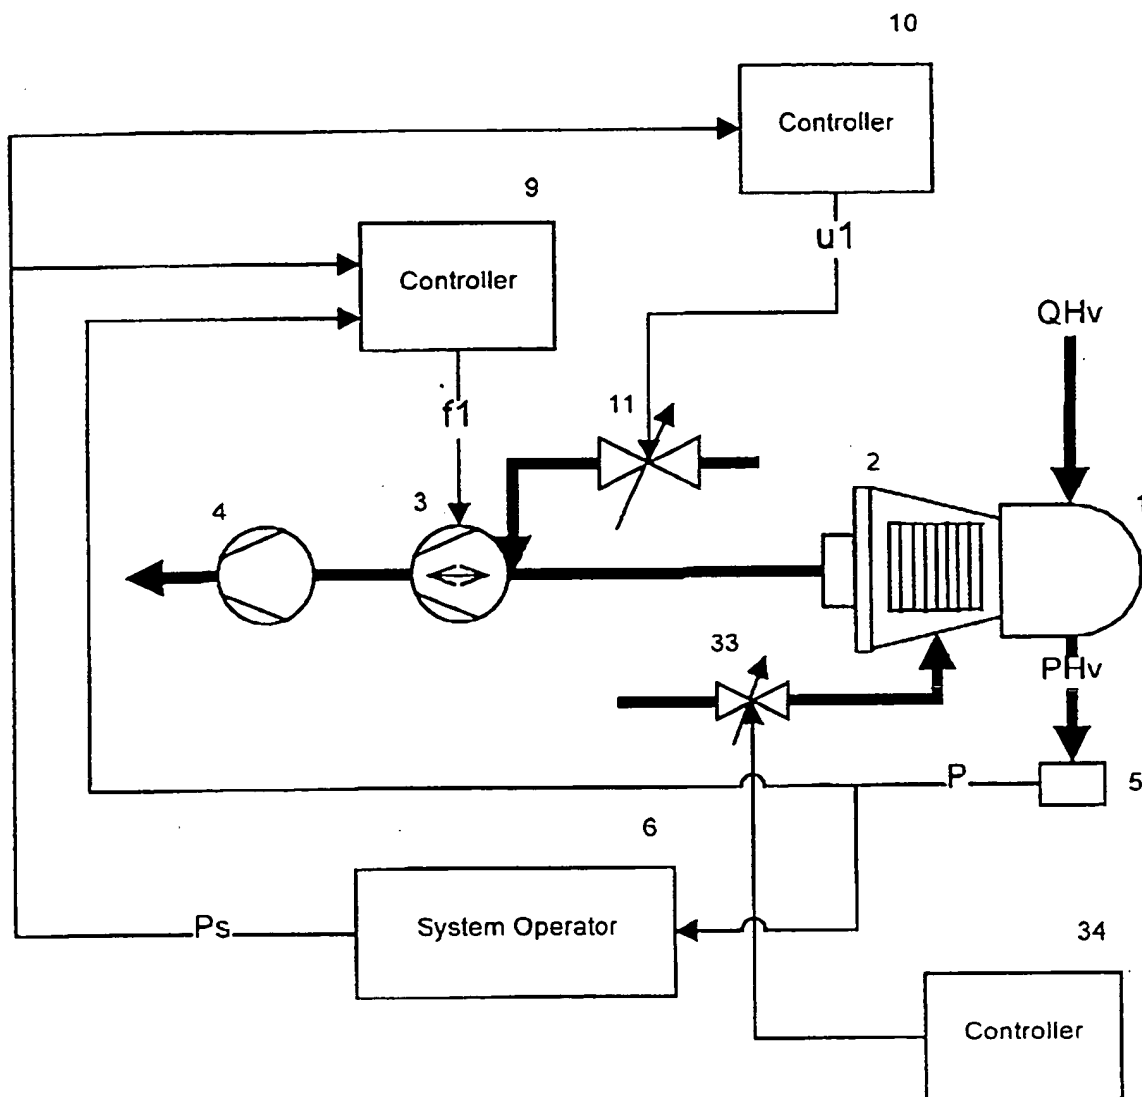 10
Controller
9
u1
Controller
QHv
f1
11
2
3
4
1
33
PHv
P
5
6
Ps
System Operator
34
Controller